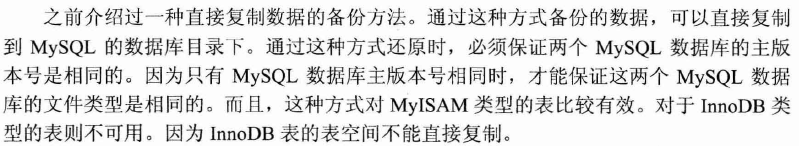 之前介绍过一种直接复制数据的备份方法。通过这种方式备份的数据，可以直接复制
到 MySQL 的数据库目录下。通过这种方式还原时，必须保证两个 MySQL 数据库的主版
本号是相同的。因为只有 MySQL 数据库主版本号相同时，才能保证这两个 MySQL 数据
库的文件类型是相同的。而且，这种方式对 MyISAM 类型的表比较有效。对于 InnoDB 类
型的表则不可用。因为 InnoDB 表的表空间不能直接复制。